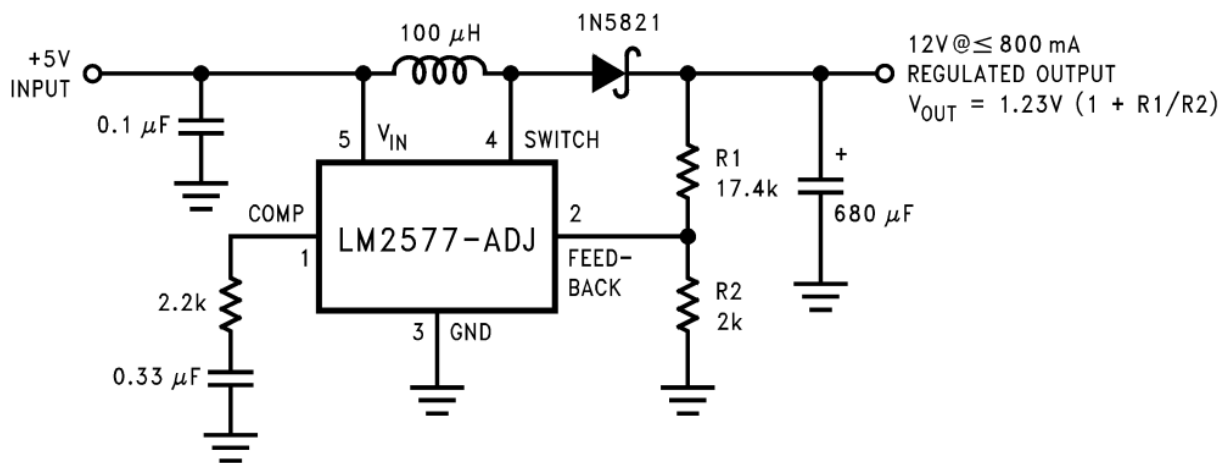 1N5821
100 μH
+5V
INPUT
12V@≤ 800 mA
REGULATED OUTPUT
VOUT = 1.23V (1 + R1/R2)
0.1 μF
5
VIN
4
SWITCH
R1
17.4k
+
680 μF
COMP
1
LM2577-ADJ
2
FEED-
BACK
2.2k
R2
2k
3
GND
0.33 μF